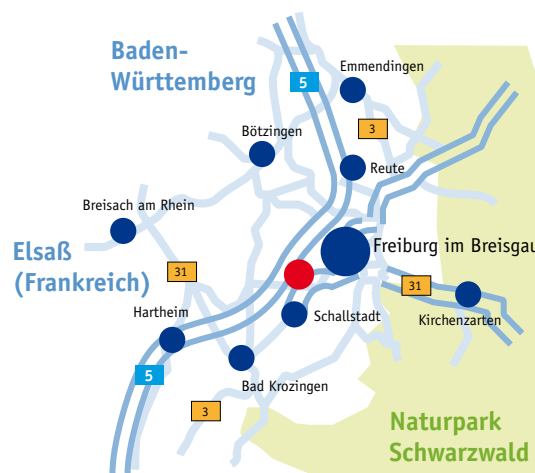 Baden-
Württemberg
Emmendingen
5
3
Bötzingen
Reute
Breisach am Rhein
Freiburg im Breisgau
Elsaß
(Frankreich)
31
31
Hartheim
Schallstadt
Kirchenzarten
5
Bad Krozingen
3
Naturpark
Schwarzwald